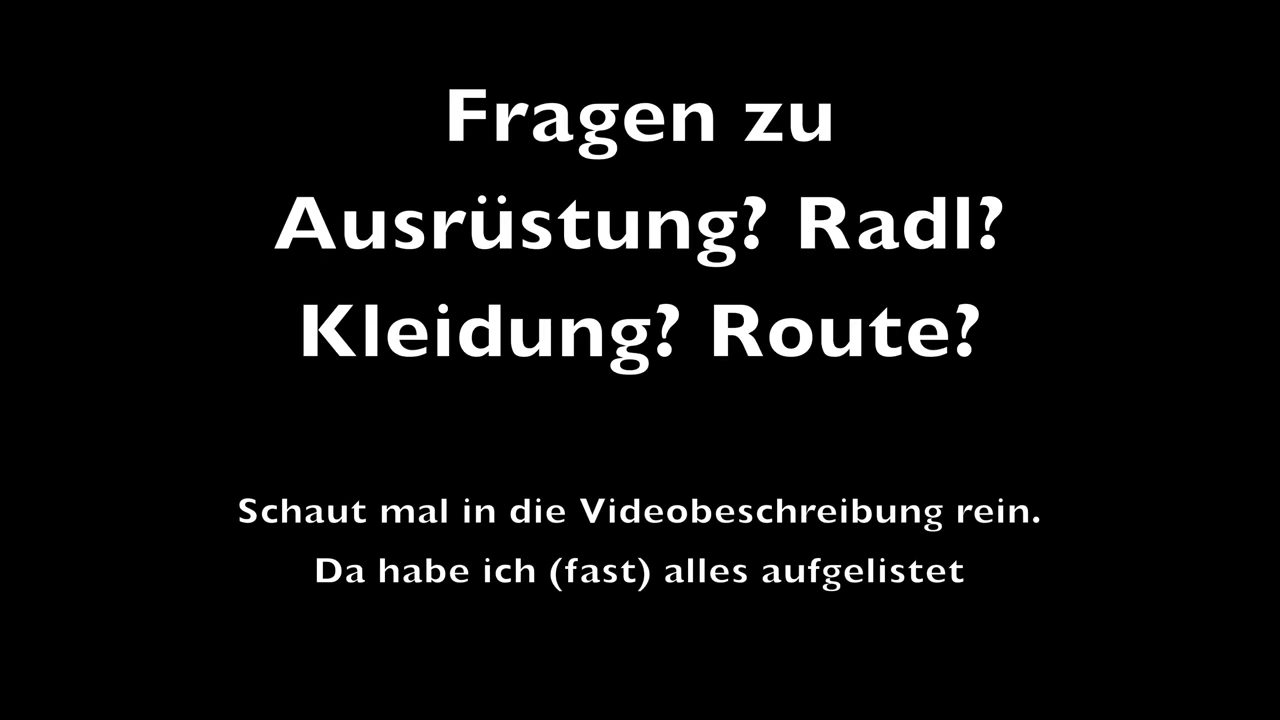 Fragen zu
Ausrüstung? Radl?
Kleidung? Route?
Schaut mal in die Videobeschreibung rein.
Da habe ich (fast) alles aufgelistet